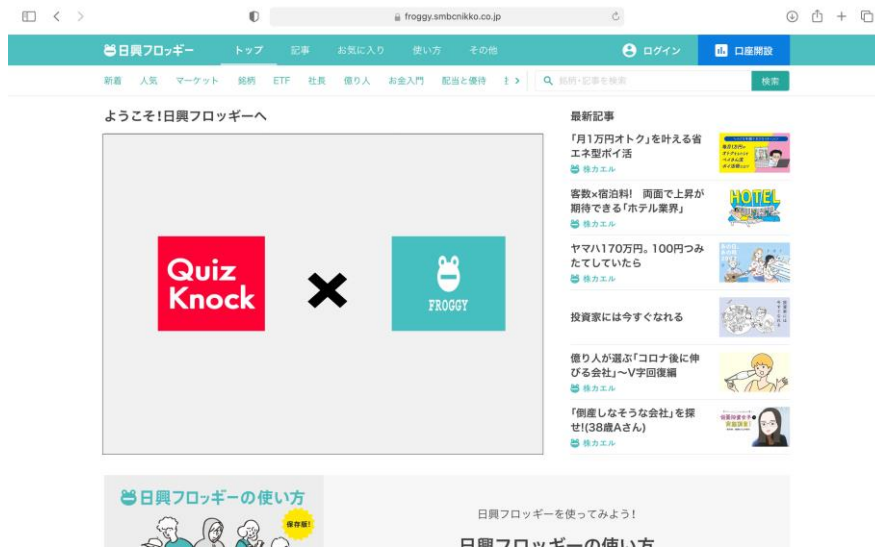 froggy.smbcnikko.co.jp
日興フロッギー
トップ 記事 お気に入り 使い方 その他
ログイン
口座開設
新着 人気 マーケット 銘柄 ETF 社長 億り人 お金入門 配当と優待
銘柄・記事を検索
検索
ようこそ!日興フロッギーへ
Quiz
Knock
FROGGY
最新記事
「月1万円オトク」を叶える省
エネ型ポイ活
株カエル
客数×宿泊料! 両面で上昇が
期待できる「ホテル業界」
株カエル
HOTEL
ヤマハ170万円。100円つみ
たてしていたら
株カエル
投資家には今すぐなれる
億り人が選ぶ「コロナ後に伸
びる会社」～V字回復編
株カエル
「倒産しなそうな会社」を探
せ!(38歳Aさん)
株カエル
日興フロッギーの使い方
保存版!
日興フロッギーを使ってみよう!
日興フロッギーの使い方